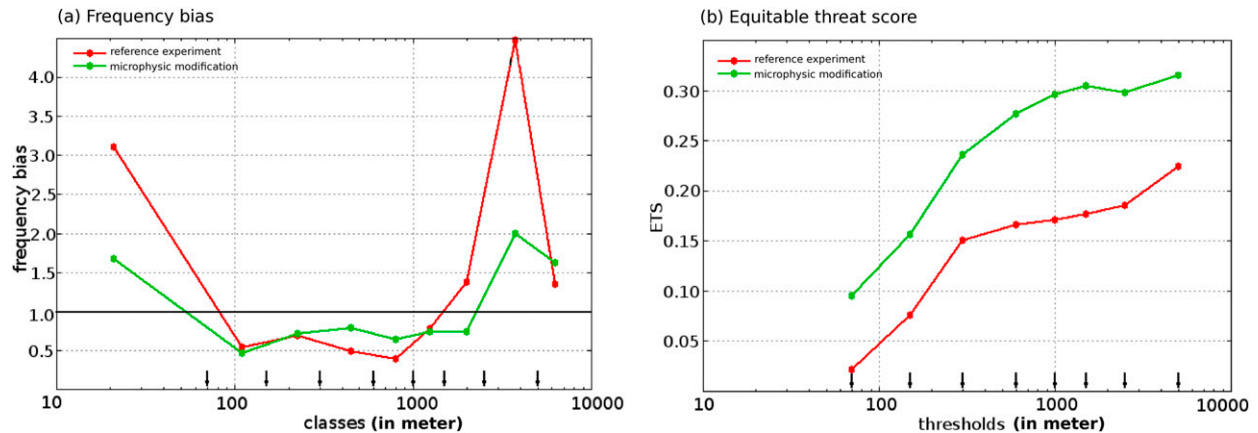 (a) Frequency bias
reference experiment
microphysic modification
4.0
3.5
3.0
2.5
2.0
1.5
1.0
0.5
frequency bias
10 100 1000 10000
classes (in meter)
(b) Equitable threat score
reference experiment
microphysic modification
0.30
0.25
0.20
0.15
0.10
0.05
ETS
10 100 1000 10000
thresholds (in meter)